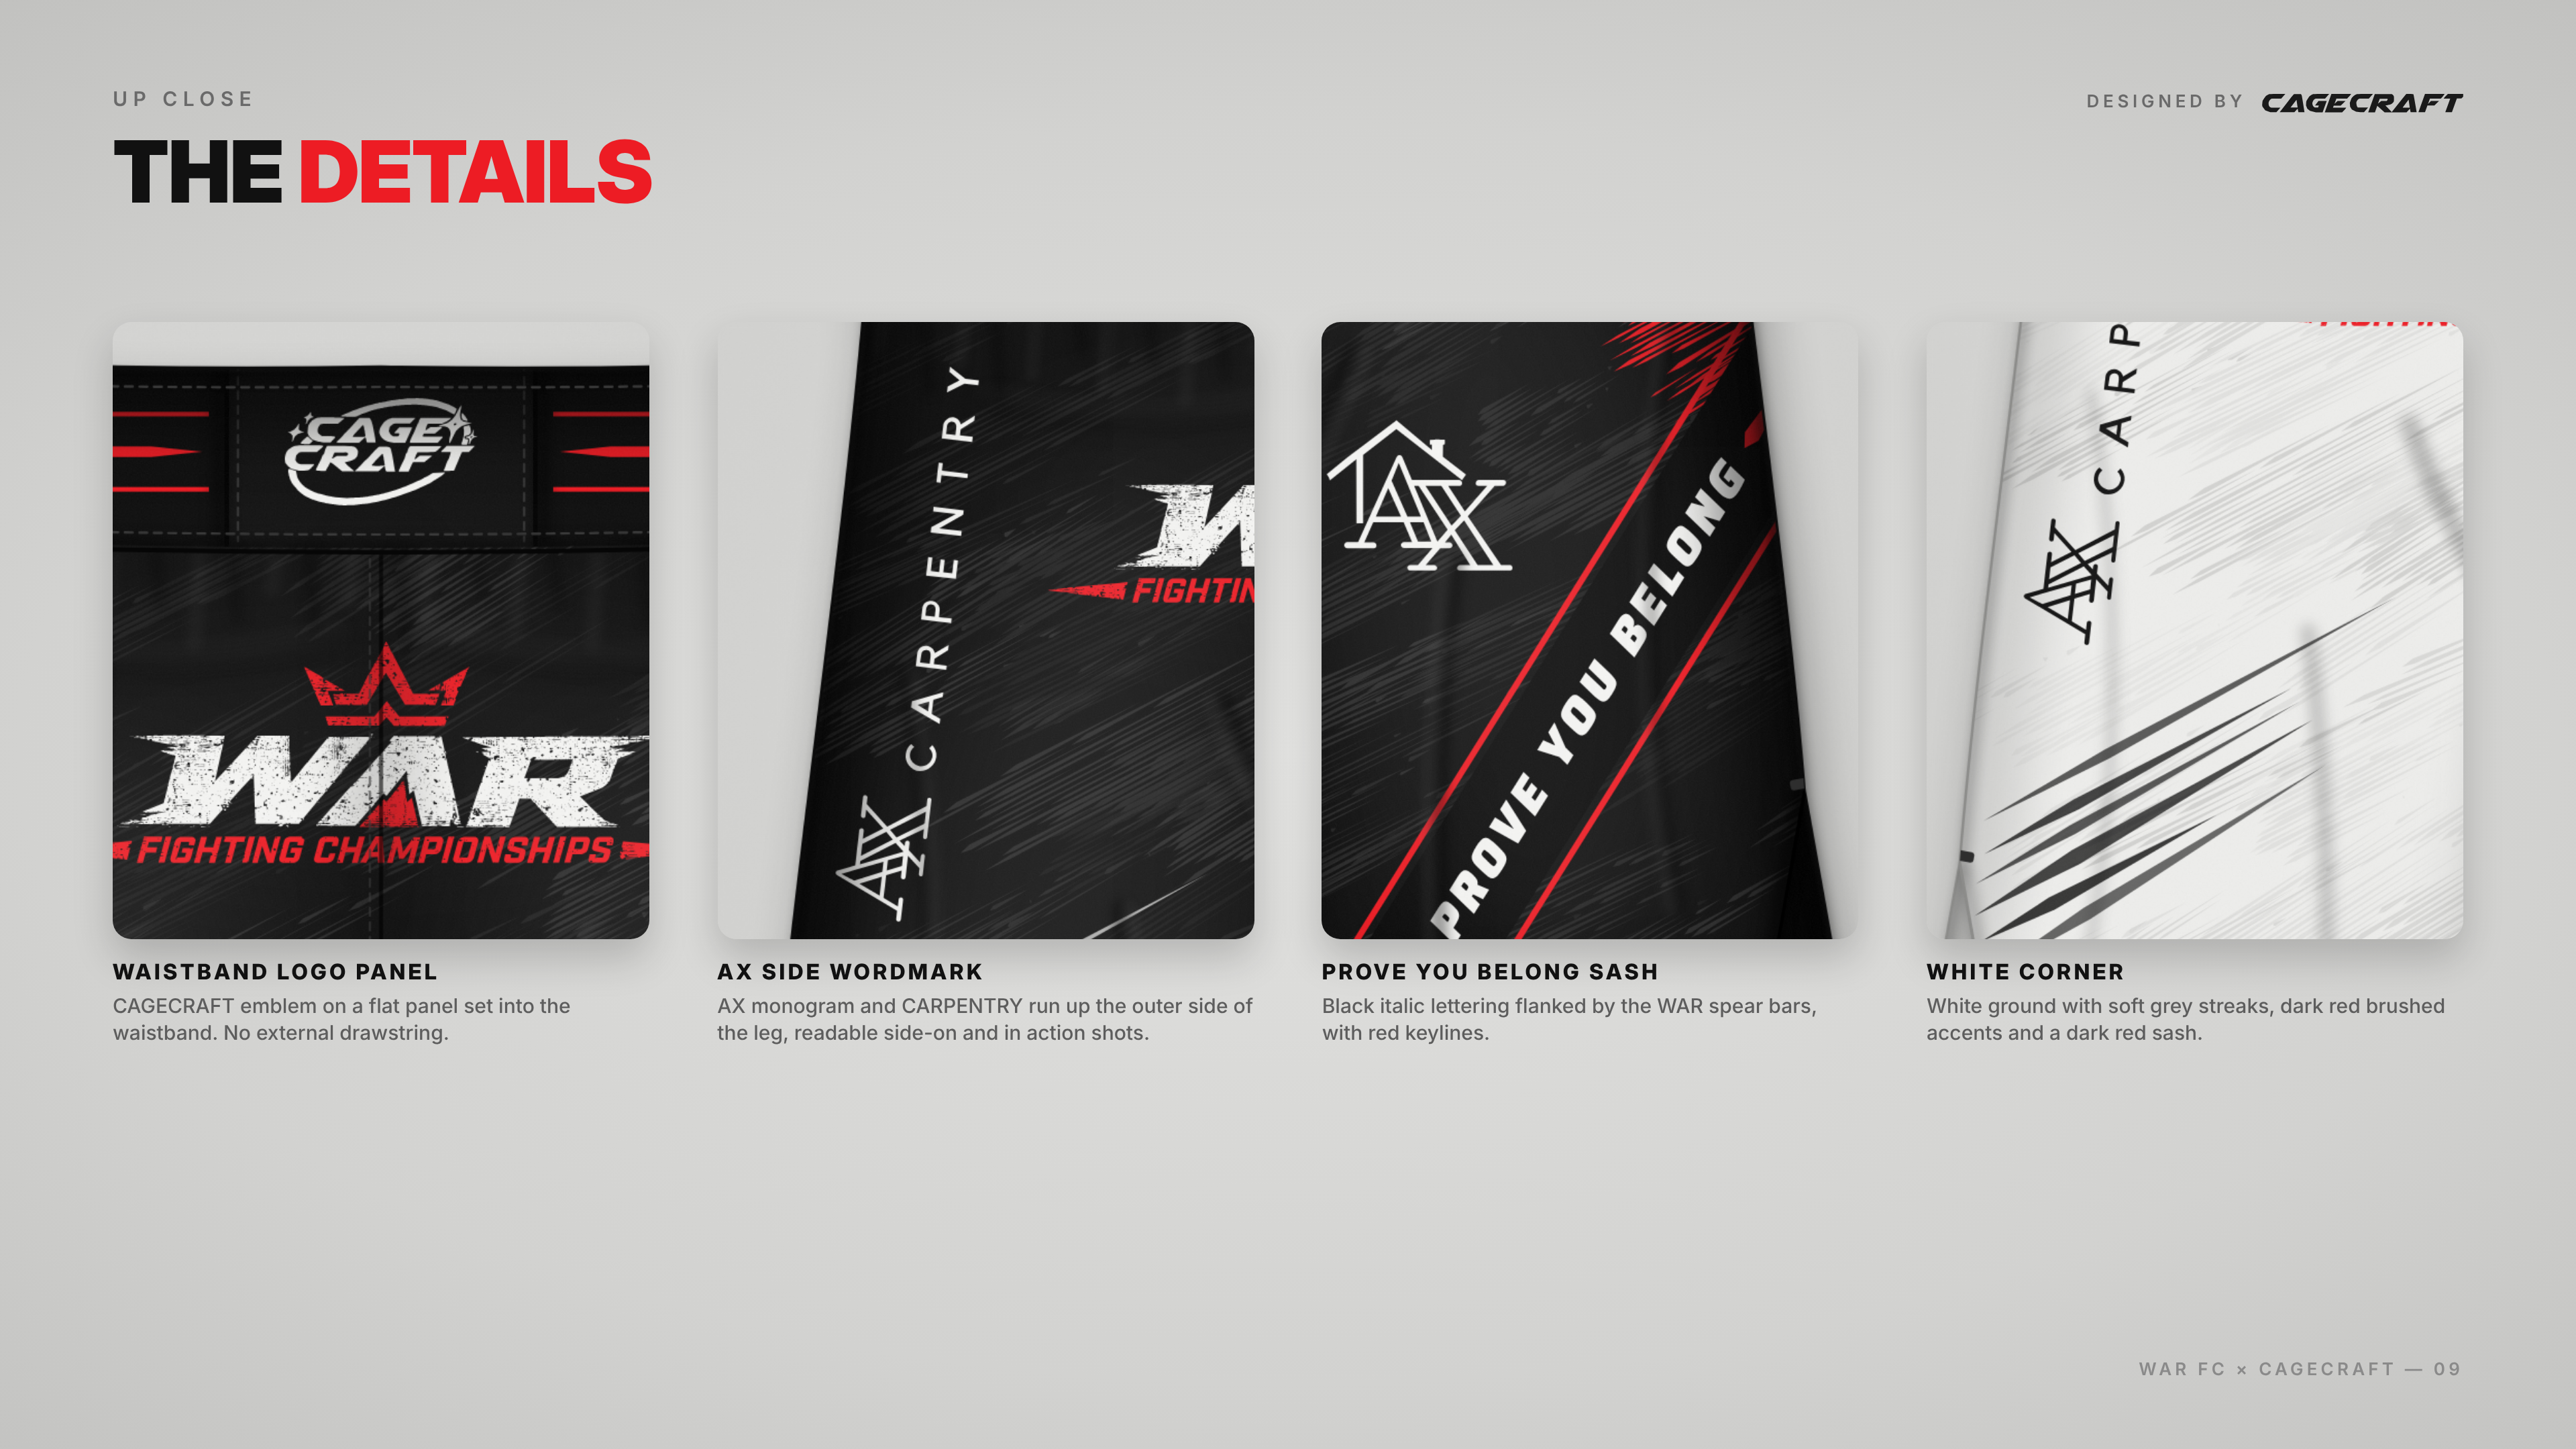 UP CLOSE
THE DETAILS
DESIGNED BY CAGECRAFT
CAGE
CRAFT
WAR
FIGHTING CHAMPIONSHIPS
AX CARPENTRY
W
FIGHTIN
AX
PROVE YOU BELONG
AX CARP
FIGHTIN
WAISTBAND LOGO PANEL
CAGECRAFT emblem on a flat panel set into the
waistband. No external drawstring.
AX SIDE WORDMARK
AX monogram and CARPENTRY run up the outer side of
the leg, readable side-on and in action shots.
PROVE YOU BELONG SASH
Black italic lettering flanked by the WAR spear bars,
with red keylines.
WHITE CORNER
White ground with soft grey streaks, dark red brushed
accents and a dark red sash.
WAR FC × CAGECRAFT — 09